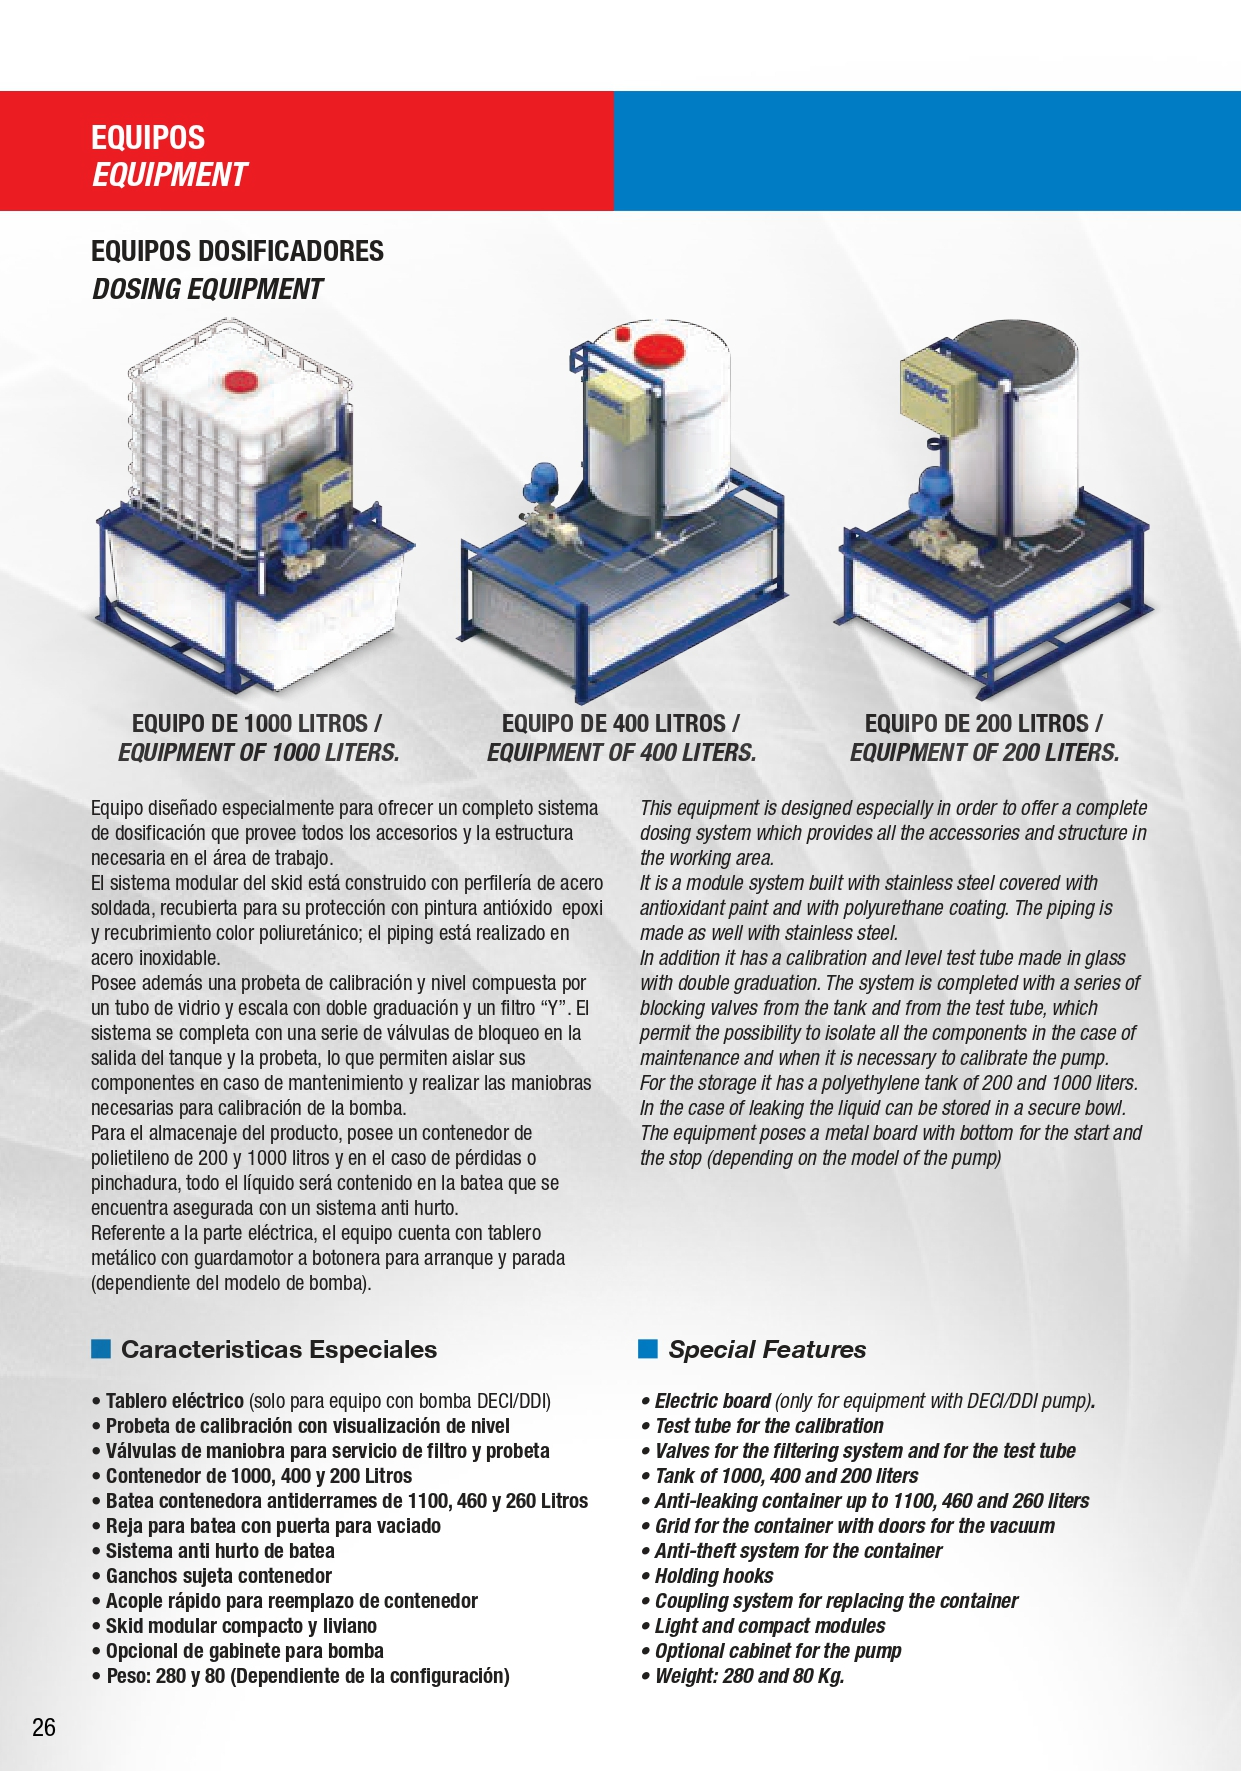 EQUIPOS
EQUIPMENT
EQUIPOS DOSIFICADORES
DOSING EQUIPMENT
DOSIVAC
DOSIVAC
DOSIVAC
EQUIPO DE 1000 LITROS /
EQUIPMENT OF 1000 LITERS.
EQUIPO DE 400 LITROS /
EQUIPMENT OF 400 LITERS.
EQUIPO DE 200 LITROS /
EQUIPMENT OF 200 LITERS.
Equipo diseñado especialmente para ofrecer un completo sistema
de dosificación que provee todos los accesorios y la estructura
necesaria en el área de trabajo.
El sistema modular del skid está construido con perfilería de acero
soldada, recubierta para su protección con pintura antióxido epoxi
y recubrimiento color poliuretánico; el piping está realizado en
acero inoxidable.
Posee además una probeta de calibración y nivel compuesta por
un tubo de vidrio y escala con doble graduación y un filtro “Y”. El
sistema se completa con una serie de válvulas de bloqueo en la
salida del tanque y la probeta, lo que permiten aislar sus
componentes en caso de mantenimiento y realizar las maniobras
necesarias para calibración de la bomba.
Para el almacenaje del producto, posee un contenedor de
polietileno de 200 y 1000 litros y en el caso de pérdidas o
pinchadura, todo el líquido será contenido en la batea que se
encuentra asegurada con un sistema anti hurto.
Referente a la parte eléctrica, el equipo cuenta con tablero
metálico con guardamotor a botonera para arranque y parada
(dependiente del modelo de bomba).
This equipment is designed especially in order to offer a complete
dosing system which provides all the accessories and structure in
the working area.
It is a module system built with stainless steel covered with
antioxidant paint and with polyurethane coating. The piping is
made as well with stainless steel.
In addition it has a calibration and level test tube made in glass
with double graduation. The system is completed with a series of
blocking valves from the tank and from the test tube, which
permit the possibility to isolate all the components in the case of
maintenance and when it is necessary to calibrate the pump.
For the storage it has a polyethylene tank of 200 and 1000 liters.
In the case of leaking the liquid can be stored in a secure bowl.
The equipment poses a metal board with bottom for the start and
the stop (depending on the model of the pump)
Caracteristicas Especiales
• Tablero eléctrico (solo para equipo con bomba DECI/DDI)
• Probeta de calibración con visualización de nivel
• Válvulas de maniobra para servicio de filtro y probeta
• Contenedor de 1000, 400 y 200 Litros
• Batea contenedora antiderrames de 1100, 460 y 260 Litros
• Reja para batea con puerta para vaciado
• Sistema anti hurto de batea
• Ganchos sujeta contenedor
• Acople rápido para reemplazo de contenedor
• Skid modular compacto y liviano
• Opcional de gabinete para bomba
• Peso: 280 y 80 (Dependiente de la configuración)
Special Features
• Electric board (only for equipment with DECI/DDI pump).
• Test tube for the calibration
• Valves for the filtering system and for the test tube
• Tank of 1000, 400 and 200 liters
• Anti-leaking container up to 1100, 460 and 260 liters
• Grid for the container with doors for the vacuum
• Anti-theft system for the container
• Holding hooks
• Coupling system for replacing the container
• Light and compact modules
• Optional cabinet for the pump
• Weight: 280 and 80 Kg.
26